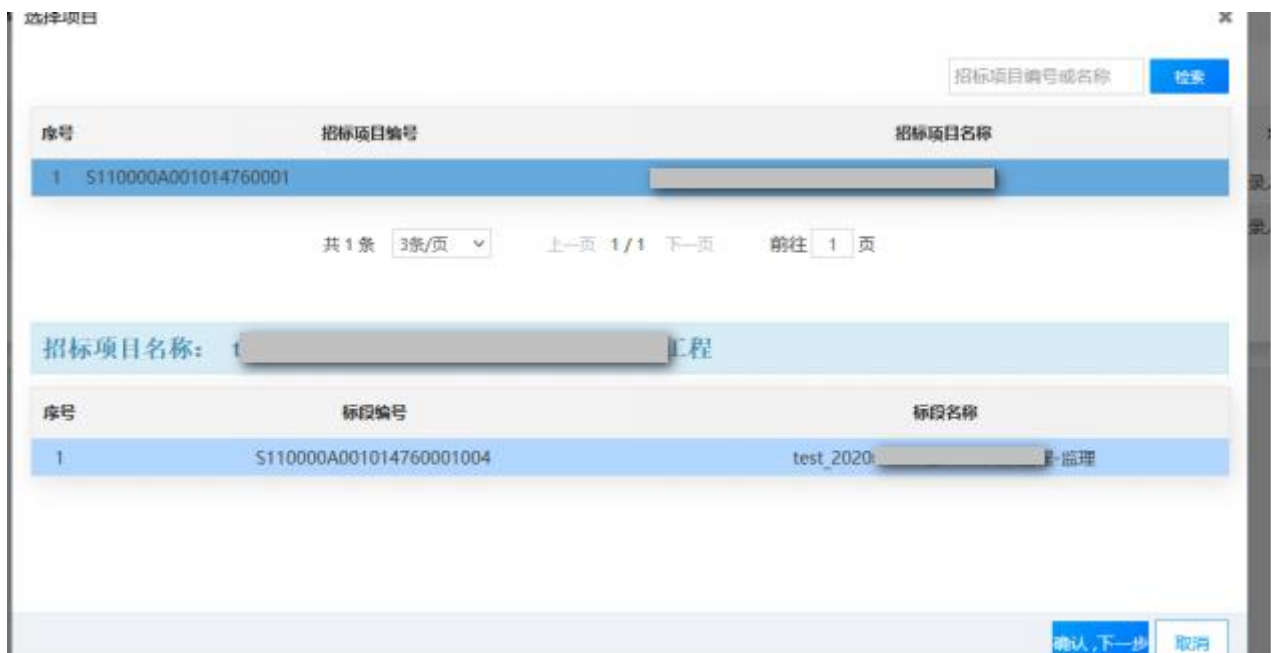 选择项目
招标项目编号或名称 检索
序号 招标项目编号 招标项目名称
1 S110000A001014760001
共 1 条 3条/页 上一页 1 / 1 下一页 前往 1 页
招标项目名称： t 工程
序号 标段编号 标段名称
1 S110000A001014760001004 test_2020 -监理
确认,下一步 取消